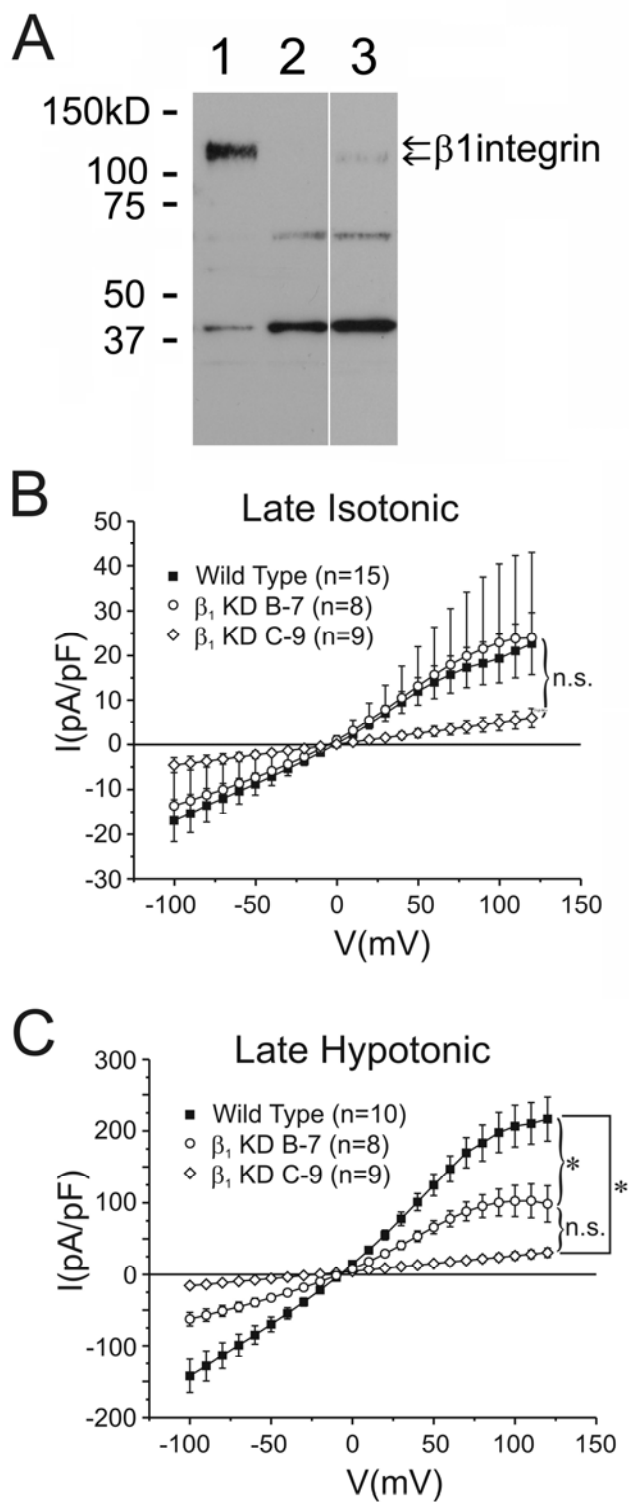 A
1 2 3
150kD -
100 -
75 -
50 -
37 -
β1integrin
B
Late Isotonic
Wild Type (n=15)
β₁ KD B-7 (n=8)
β₁ KD C-9 (n=9)
n.s.
I(pA/pF)
50
40
30
20
10
0
-10
-20
-30
-100 -50 0 50 100 150
V(mV)
C
Late Hypotonic
Wild Type (n=10)
β₁ KD B-7 (n=8)
β₁ KD C-9 (n=9)
*
*
n.s.
I(pA/pF)
300
200
100
0
-100
-200
-100 -50 0 50 100 150
V(mV)